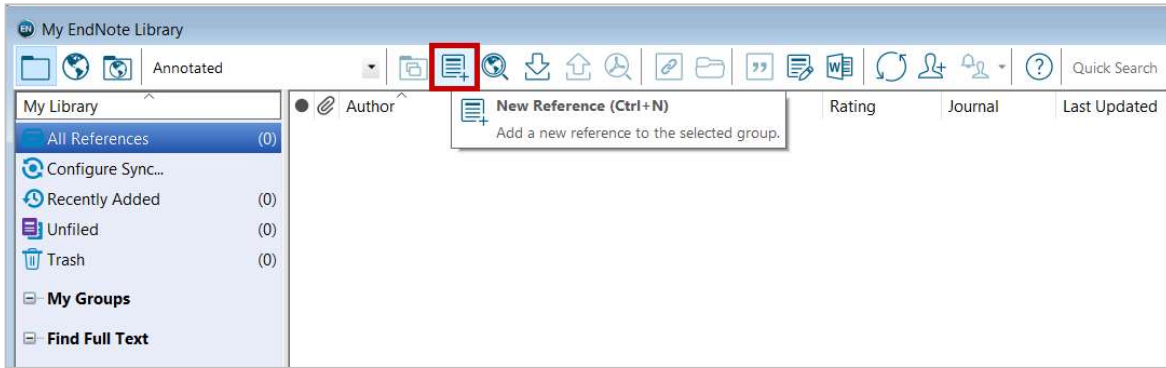 EN My EndNote Library
Annotated
Quick Search
My Library
Author
Rating
Journal
Last Updated
New Reference (Ctrl+N)
Add a new reference to the selected group.
All References (0)
Configure Sync...
Recently Added (0)
Unfiled (0)
Trash (0)
My Groups
Find Full Text